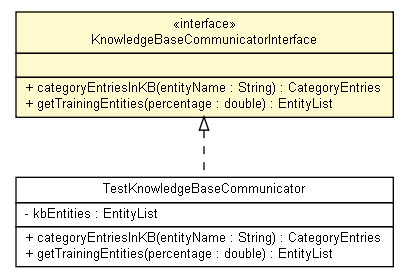 «interface»
KnowledgeBaseCommunicatorInterface
+ categoryEntriesInKB(entityName : String) : CategoryEntries
+ getTrainingEntities(percentage : double) : EntityList
TestKnowledgeBaseCommunicator
- kbEntities : EntityList
+ categoryEntriesInKB(entityName : String) : CategoryEntries
+ getTrainingEntities(percentage : double) : EntityList